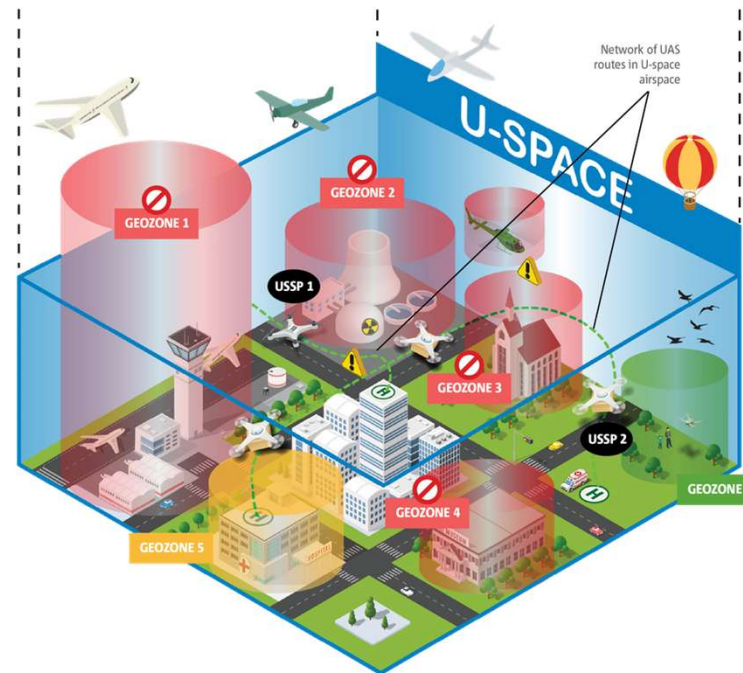 Network of UAS
routes in U-space
airspace
U-SPACE
GEOZONE 1
GEOZONE 2
USSP 1
GEOZONE 3
USSP 2
GEOZONE 4
GEOZONE
GEOZONE 5
H
H
H
HOSPITAL